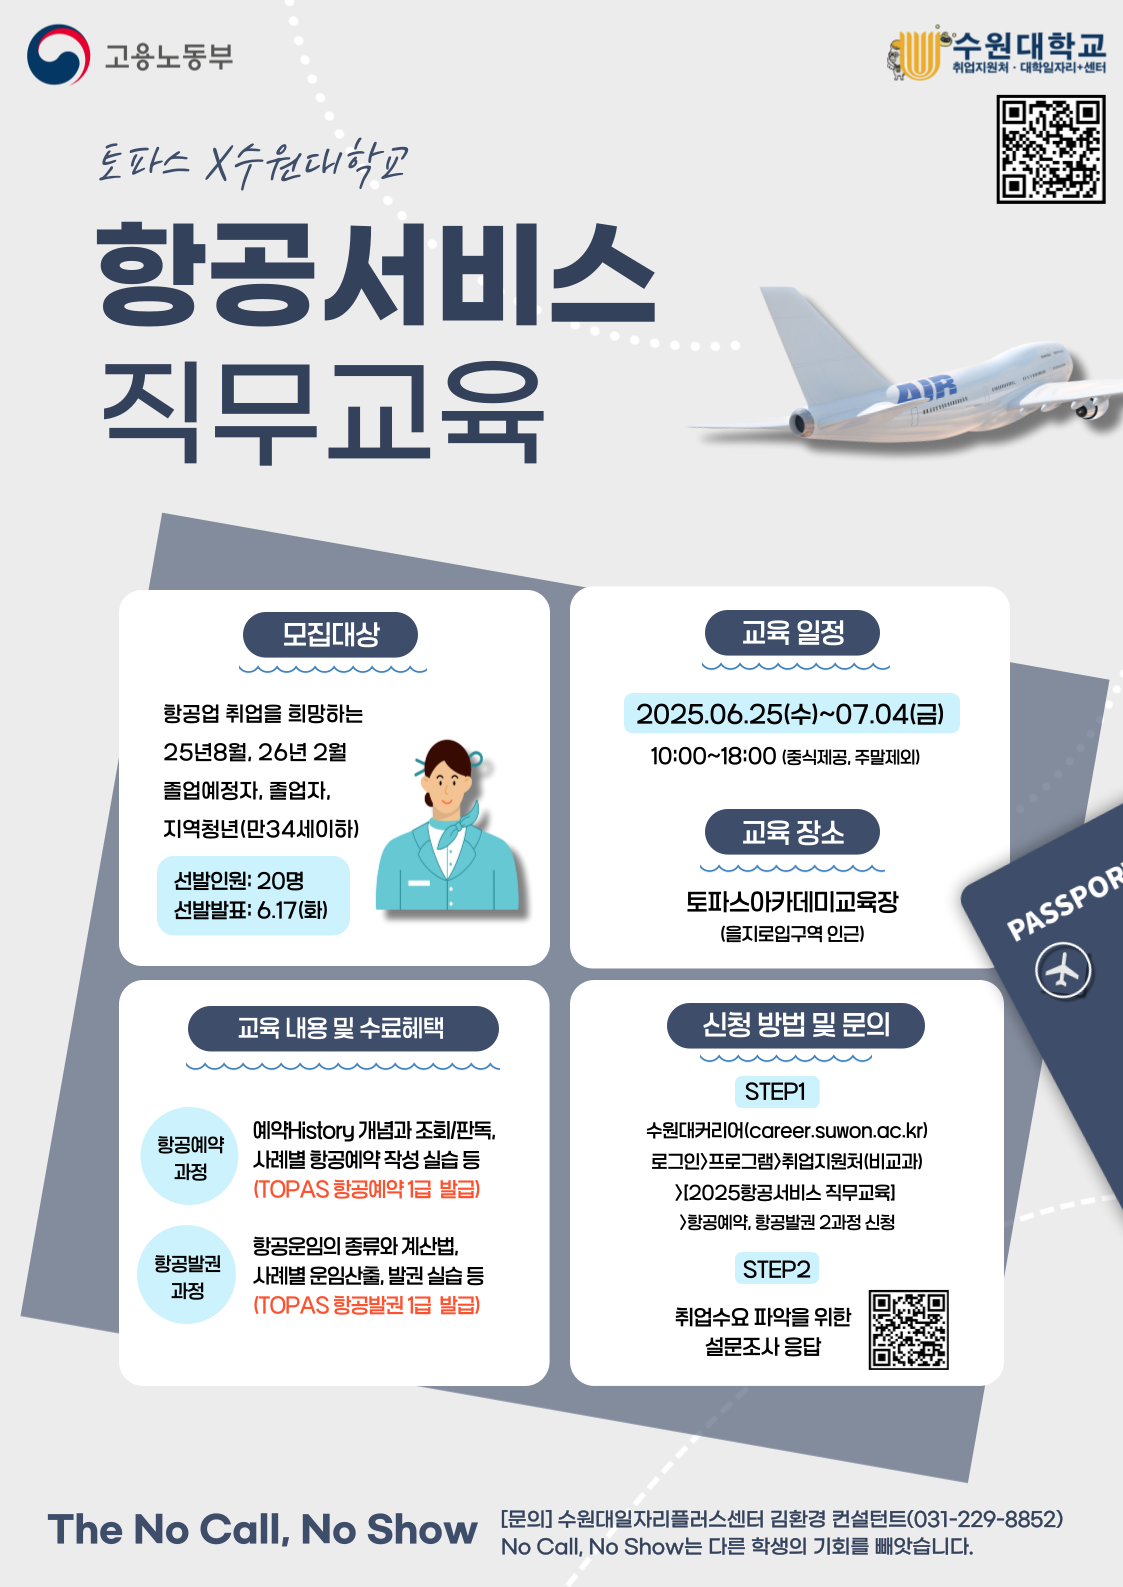 고용노동부
수원대학교
취업지원처 · 대학일자리+센터
토파스 X수원대학교
항공서비스
직무교육
AIR
모집대상
항공업 취업을 희망하는
25년8월, 26년 2월
졸업예정자, 졸업자,
지역청년(만34세이하)
선발인원: 20명
선발발표: 6.17(화)
교육 일정
2025.06.25(수)~07.04(금)
10:00~18:00 (중식제공, 주말제외)
교육 장소
토파스아카데미교육장
(을지로입구역 인근)
PASSPOR
교육 내용 및 수료혜택
항공예약
과정
예약History 개념과 조회/판독,
사례별 항공예약 작성 실습 등
(TOPAS 항공예약 1급 발급)
항공발권
과정
항공운임의 종류와 계산법,
사례별 운임산출, 발권 실습 등
(TOPAS 항공발권 1급 발급)
신청 방법 및 문의
STEP1
수원대커리어(career.suwon.ac.kr)
로그인>프로그램>취업지원처(비교과)
>[2025항공서비스 직무교육]
>항공예약, 항공발권 2과정 신청
STEP2
취업수요 파악을 위한
설문조사 응답
The No Call, No Show
[문의] 수원대일자리플러스센터 김환경 컨설턴트(031-229-8852)
No Call, No Show는 다른 학생의 기회를 빼앗습니다.